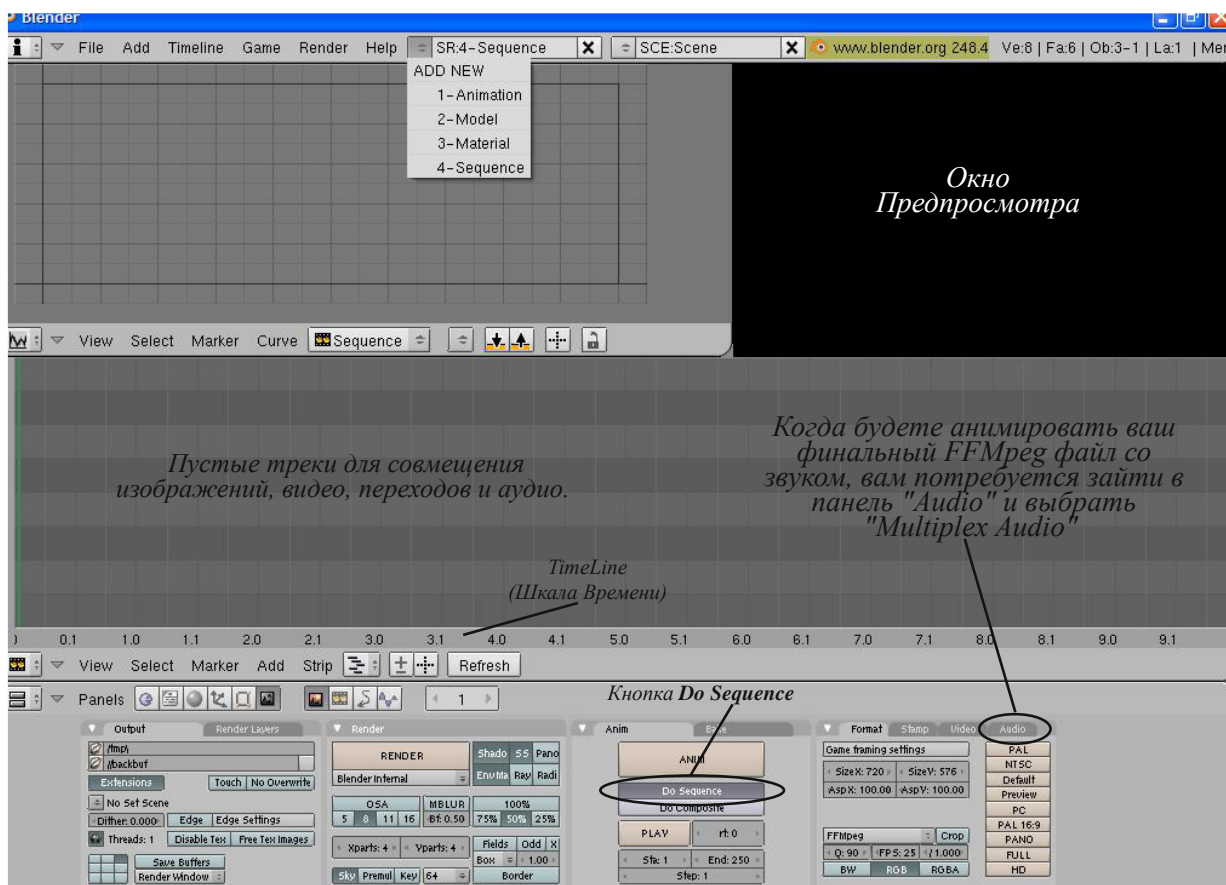 Blender
File Add Timeline Game Render Help SR:4-Sequence SCE:Scene www.blender.org 248.4 Ve:8 | Fa:6 | Ob:3-1 | La:1 | Mer
ADD NEW
1-Animation
2-Model
3-Material
4-Sequence
Окно
Предпросмотра
View Select Marker Curve Sequence
Когда будете анимировать ваш
финальный FFMpeg файл со
звуком, вам потребуется зайти в
панель "Audio" и выбрать
"Multiplex Audio"
Пустые треки для совмещения
изображений, видео, переходов и аудио.
TimeLine
(Шкала Времени)
0.1 1.0 1.1 2.0 2.1 3.0 3.1 4.0 4.1 5.0 5.1 6.0 6.1 7.0 7.1 8.0 8.1 9.0 9.1
View Select Marker Add Strip Refresh
Panels 1
Кнопка Do Sequence
Output Render Layers Render Anim Format Stamp Video Audio
/tmp\
//backbuf
Extensions Touch No Overwrite
No Set Scene
Dither: 0.000 Edge Edge Settings
Threads: 1 Disable Tex Free Tex Images
Save Buffers
Render Window
RENDER Shado SS Pano
Blender Internal EnvMa Ray Radi
OSA MBLUR 100%
5 8 11 16 Bf: 0.50 75% 50% 25%
Xparts: 4 Yparts: 4 Fields Odd X
Box 1.00
Sky Premul Key 64 Border
ANIM
Do Sequence
Do Composite
PLAY rt: 0
Sta: 1 End: 250
Step: 1
Game framing settings
SizeX: 720 SizeY: 576
AspX: 100.00 AspY: 100.00
FFMpeg Crop
Q: 90 FPS: 25 /1.000
BW RGB RGBA
PAL
NTSC
Default
Preview
PC
PAL 16:9
PANO
FULL
HD